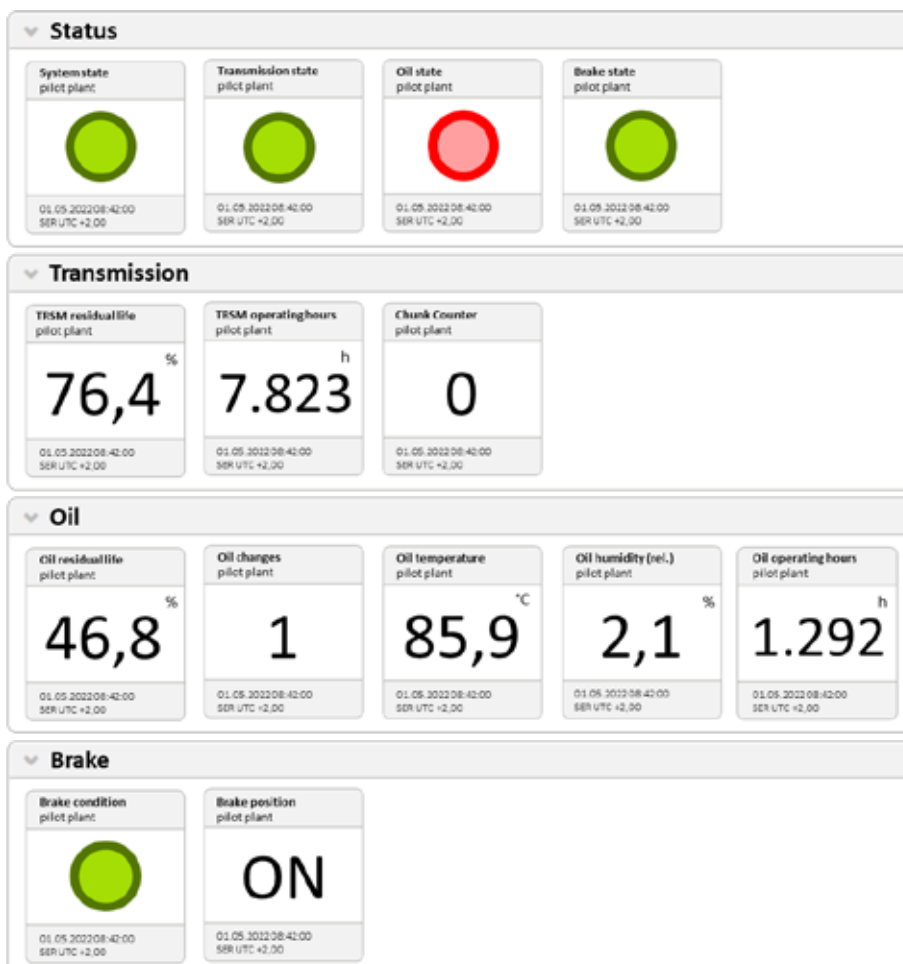 Status
System state
pilot plant
01.05.2022 08:42:00
SER UTC +2,00
Transmission state
pilot plant
01.05.2022 08:42:00
SER UTC +2,00
Oil state
pilot plant
01.05.2022 08:42:00
SER UTC +2,00
Brake state
pilot plant
01.05.2022 08:42:00
SER UTC +2,00
Transmission
TRSM residual life
pilot plant
%
76,4
01.05.2022 08:42:00
SER UTC +2,00
TRSM operating hours
pilot plant
h
7.823
01.05.2022 08:42:00
SER UTC +2,00
Chunk Counter
pilot plant
0
01.05.2022 08:42:00
SER UTC +2,00
Oil
Oil residual life
pilot plant
%
46,8
01.05.2022 08:42:00
SER UTC +2,00
Oil changes
pilot plant
1
01.05.2022 08:42:00
SER UTC +2,00
Oil temperature
pilot plant
°C
85,9
01.05.2022 08:42:00
SER UTC +2,00
Oil humidity (rel.)
pilot plant
%
2,1
01.05.2022 08:42:00
SER UTC +2,00
Oil operating hours
pilot plant
h
1.292
01.05.2022 08:42:00
SER UTC +2,00
Brake
Brake condition
pilot plant
01.05.2022 08:42:00
SER UTC +2,00
Brake position
pilot plant
ON
01.05.2022 08:42:00
SER UTC +2,00